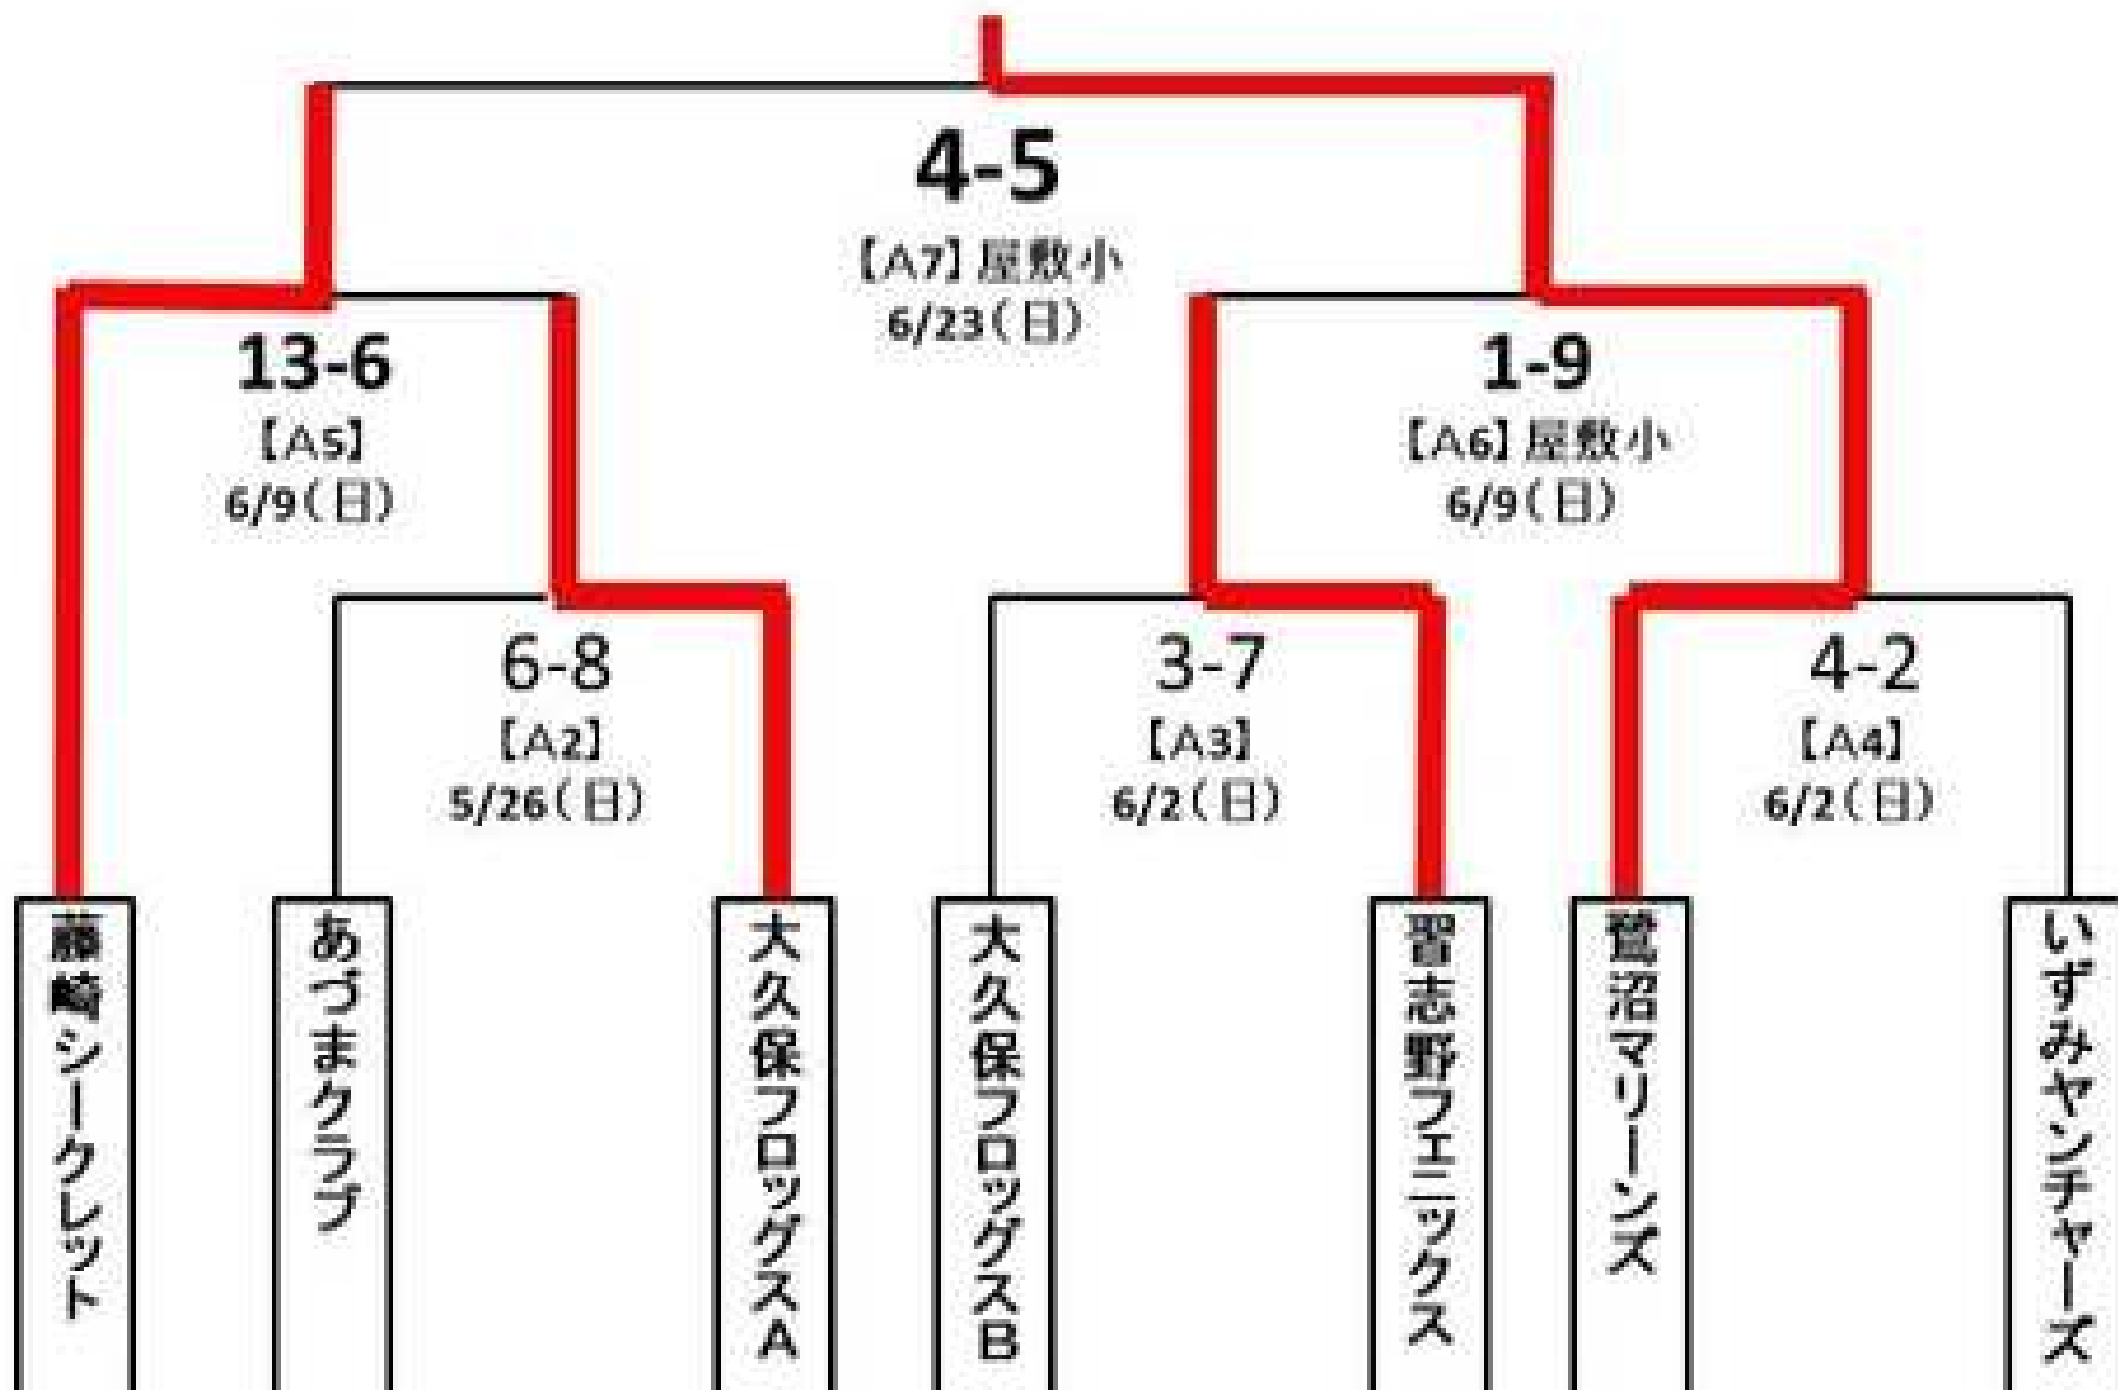 4-5
【A7】屋敷小
6/23(日)
13-6
【A5】
6/9(日)
1-9
【A6】屋敷小
6/9(日)
6-8
【A2】
5/26(日)
3-7
【A3】
6/2(日)
4-2
【A4】
6/2(日)
藤崎シークレット
あづまクラブ
大久保フロッグスA
大久保フロッグスB
習志野フェニックス
鷺沼マリーンズ
いずみヤンチャーズ